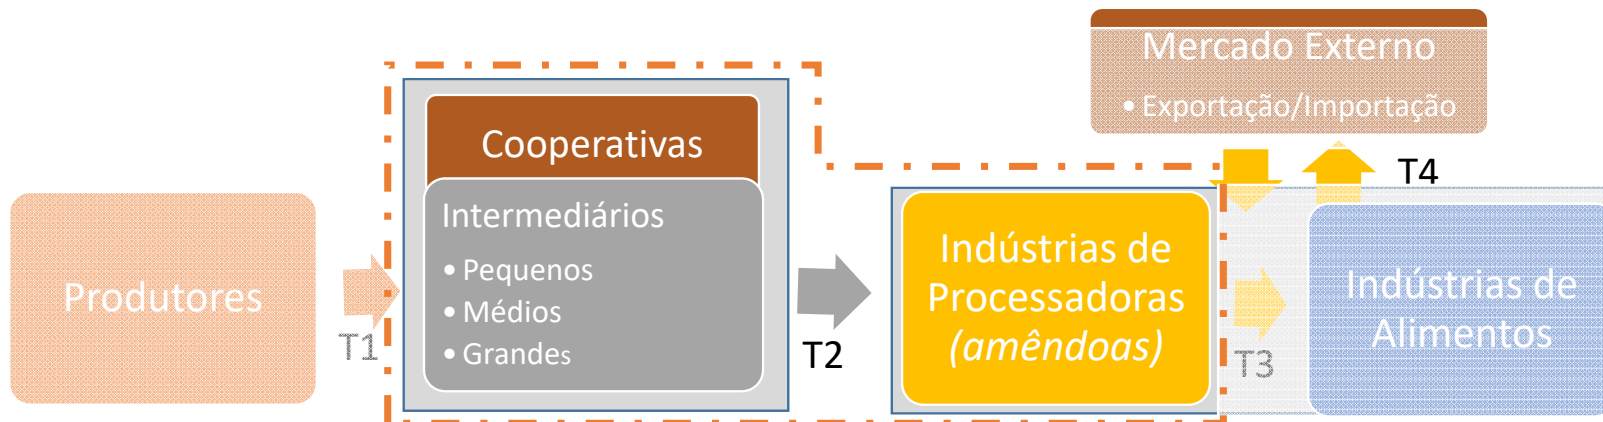 Mercado Externo
• Exportação/Importação
T4
Cooperativas
Intermediários
• Pequenos
• Médios
• Grandes
Produtores
T1
T2
Indústrias de
Processadoras
(amêndoas)
T3
Indústrias de
Alimentos